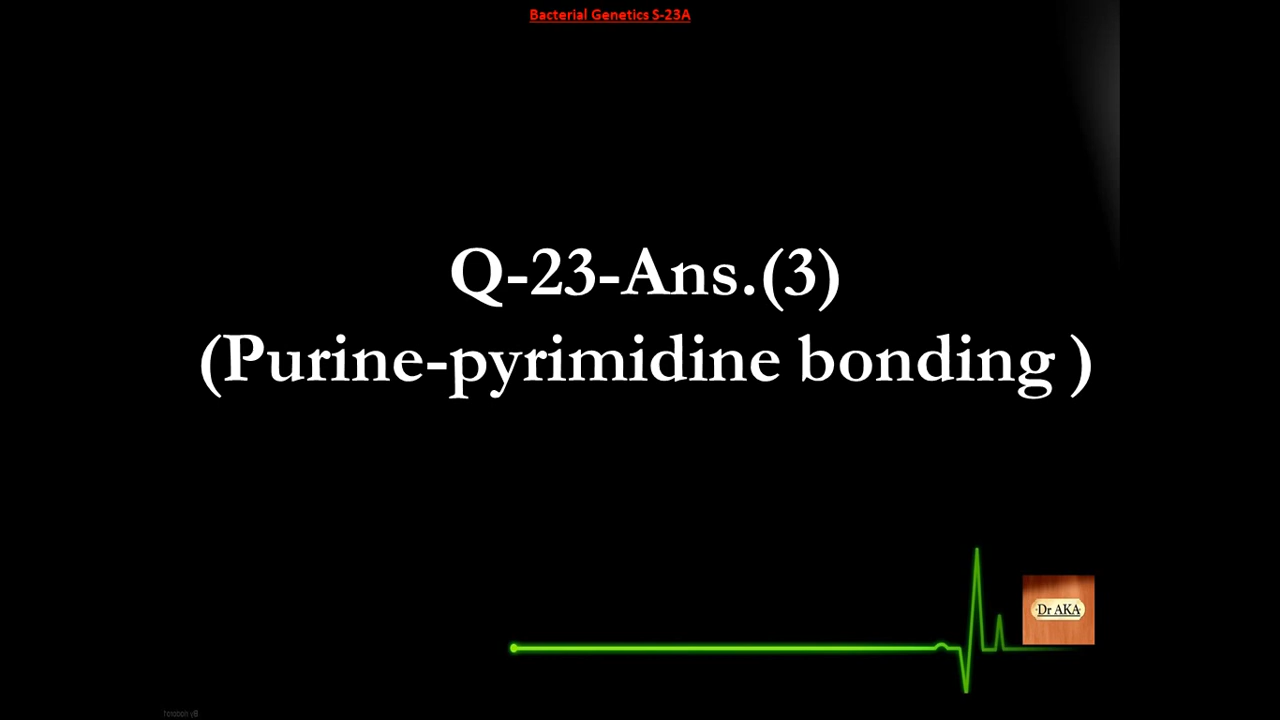 Bacterial Genetics S-23A
Q-23-Ans.(3)
(Purine-pyrimidine bonding )
Dr AKA